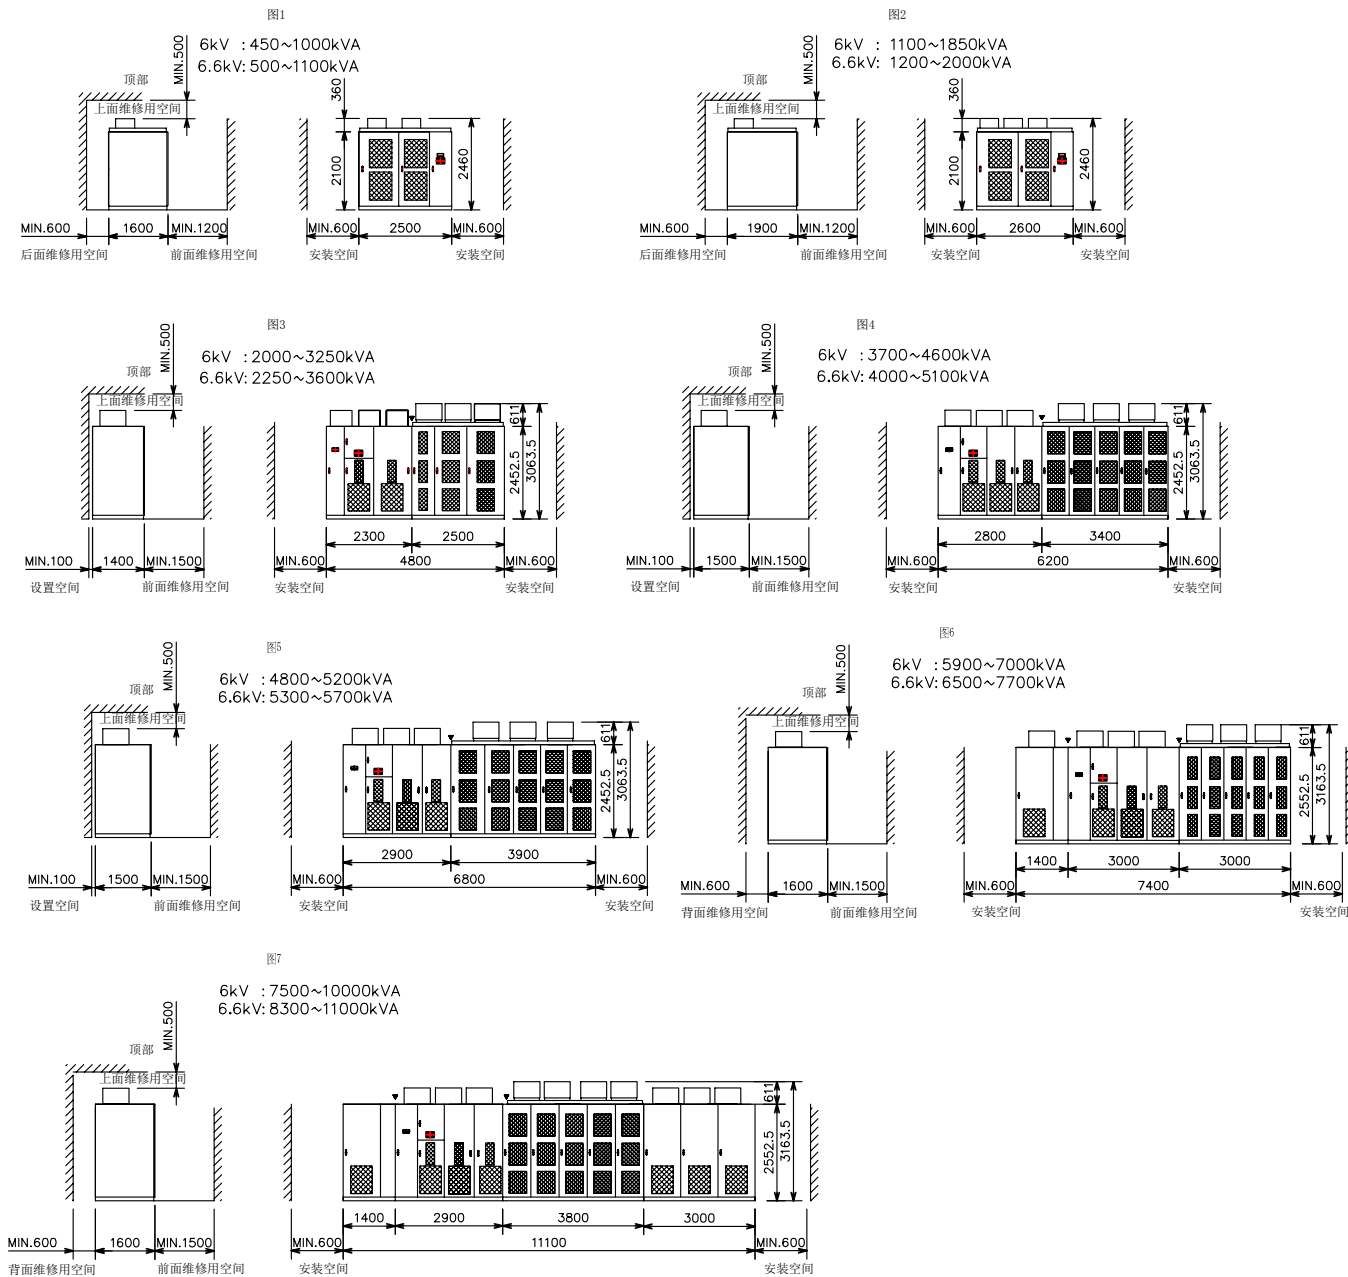 图1
6kV : 450~1000kVA
6.6kV: 500~1100kVA
MIN.500
顶部
上面维修用空间
360
2100
2460
MIN.600
1600
MIN.1200
MIN.600
2500
MIN.600
后面维修用空间
前面维修用空间
安装空间
安装空间
图2
6kV : 1100~1850kVA
6.6kV: 1200~2000kVA
MIN.500
顶部
上面维修用空间
360
2100
2460
MIN.600
1900
MIN.1200
MIN.600
2600
MIN.600
后面维修用空间
前面维修用空间
安装空间
安装空间
图3
6kV : 2000~3250kVA
6.6kV: 2250~3600kVA
MIN.500
顶部
上面维修用空间
611
2452.5
3063.5
2300
2500
MIN.100
1400
MIN.1500
MIN.600
4800
MIN.600
设置空间
前面维修用空间
安装空间
安装空间
图4
6kV : 3700~4600kVA
6.6kV: 4000~5100kVA
MIN.500
顶部
上面维修用空间
611
2452.5
3063.5
2800
3400
MIN.100
1500
MIN.1500
MIN.600
6200
MIN.600
设置空间
前面维修用空间
安装空间
安装空间
图5
6kV : 4800~5200kVA
6.6kV: 5300~5700kVA
MIN.500
顶部
上面维修用空间
611
2452.5
3063.5
2900
3900
MIN.100
1500
MIN.1500
MIN.600
6800
MIN.600
设置空间
前面维修用空间
安装空间
安装空间
图6
6kV : 5900~7000kVA
6.6kV: 6500~7700kVA
MIN.500
顶部
上面维修用空间
611
2552.5
3163.5
1400
3000
3000
MIN.600
1600
MIN.1500
MIN.600
7400
MIN.600
背面维修用空间
前面维修用空间
安装空间
安装空间
图7
6kV : 7500~10000kVA
6.6kV: 8300~11000kVA
MIN.500
顶部
上面维修用空间
611
2552.5
3163.5
1400
2900
3800
3000
MIN.600
1600
MIN.1500
MIN.600
11100
MIN.600
背面维修用空间
前面维修用空间
安装空间
安装空间